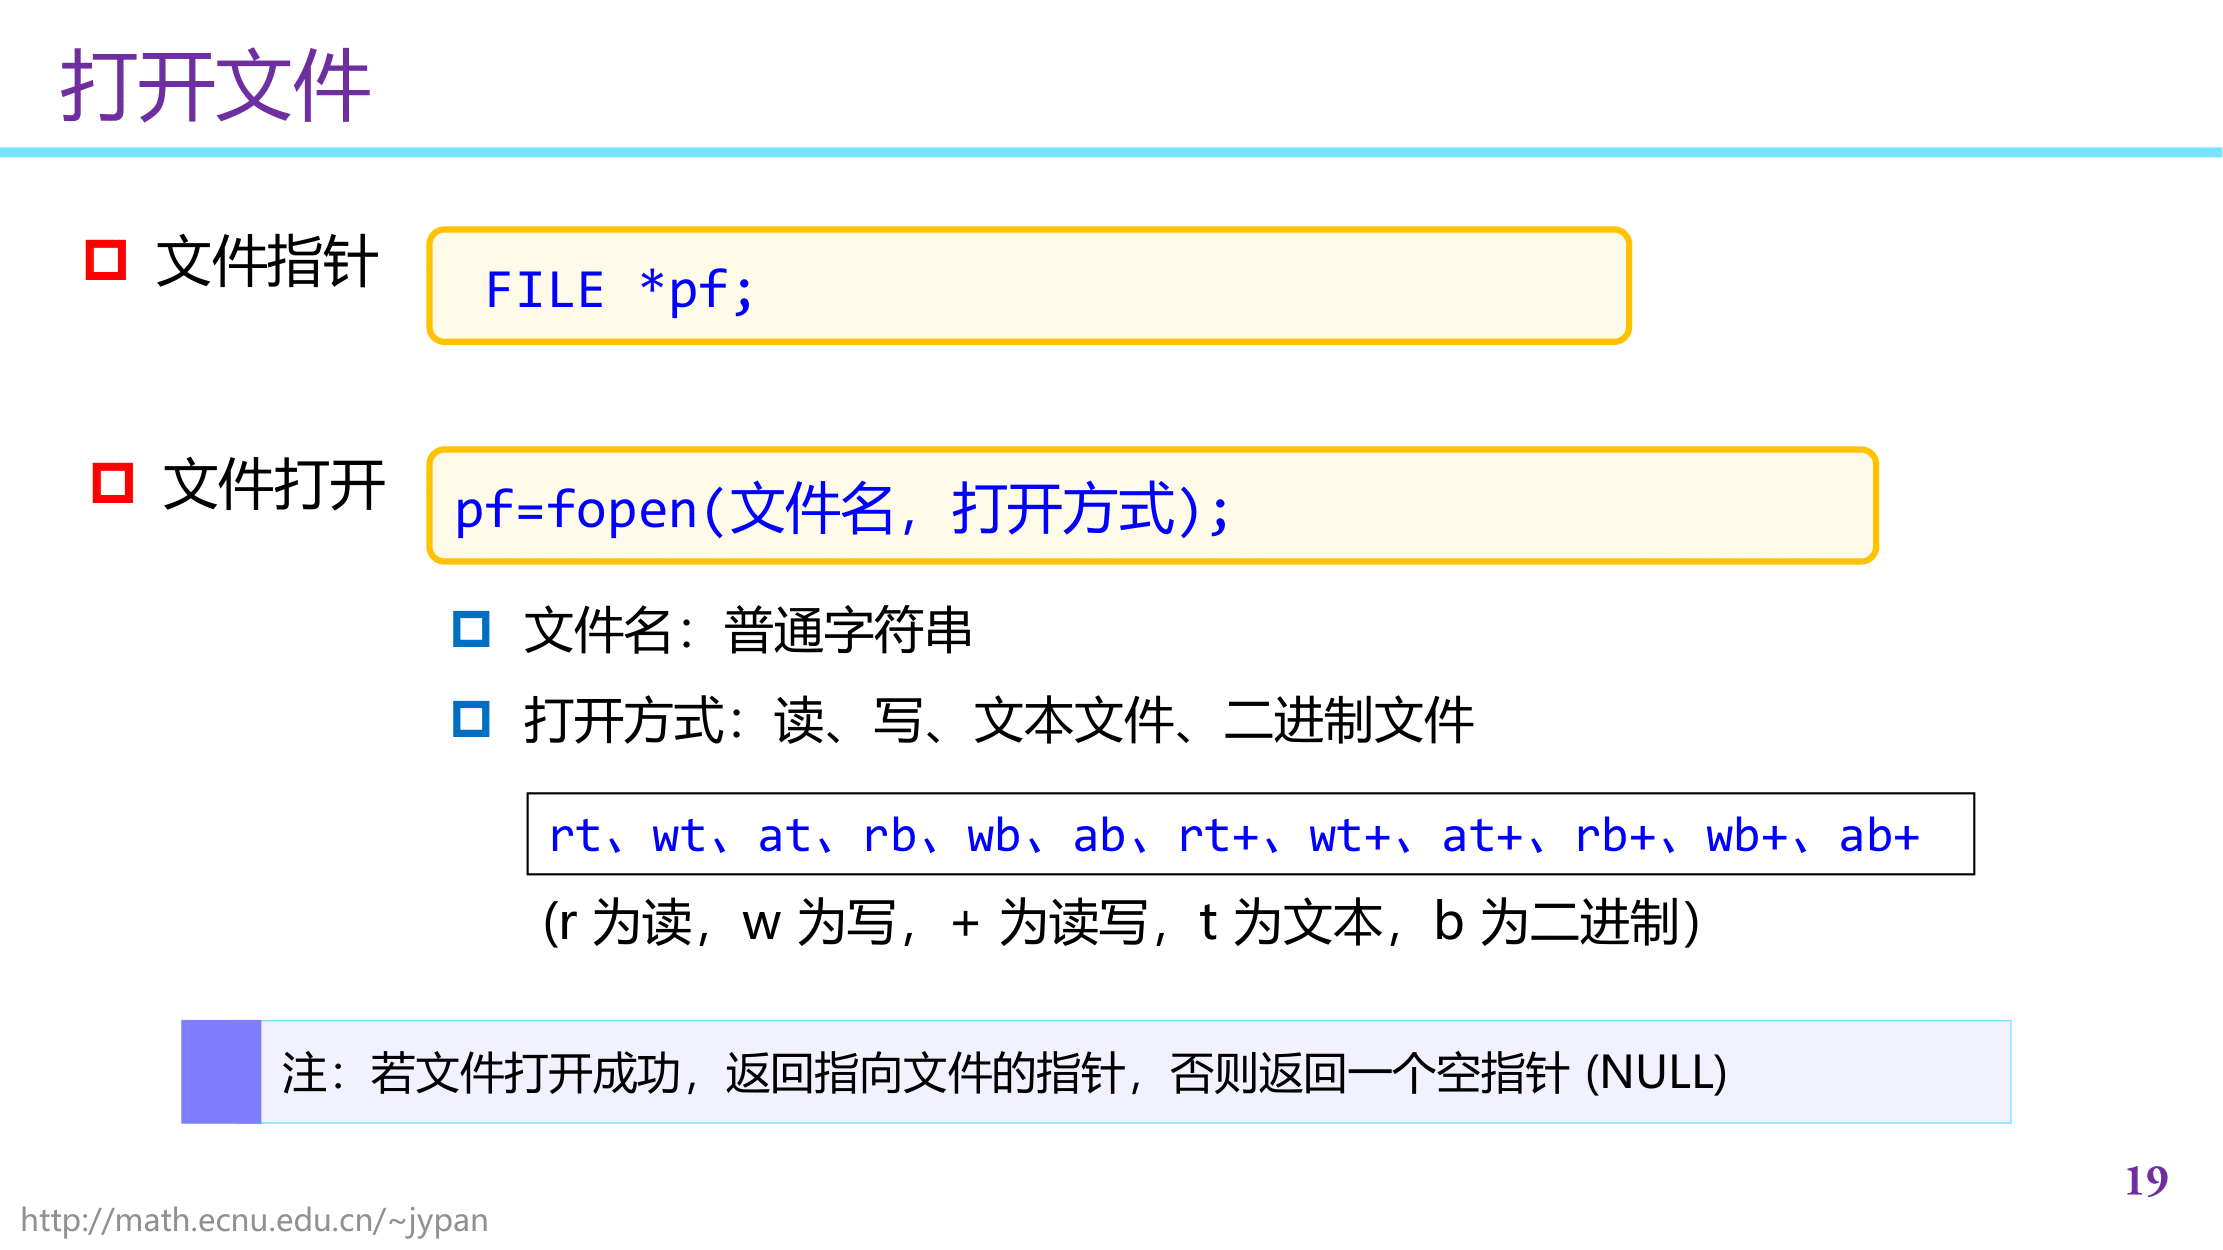 打开文件
文件指针
FILE *pf;
文件打开
pf=fopen(文件名, 打开方式);
文件名：普通字符串
打开方式：读、写、文本文件、二进制文件
rt、wt、at、rb、wb、ab、rt+、wt+、at+、rb+、wb+、ab+
(r 为读，w 为写，+ 为读写，t 为文本，b 为二进制)
注：若文件打开成功，返回指向文件的指针，否则返回一个空指针 (NULL)
19
http://math.ecnu.edu.cn/~jypan